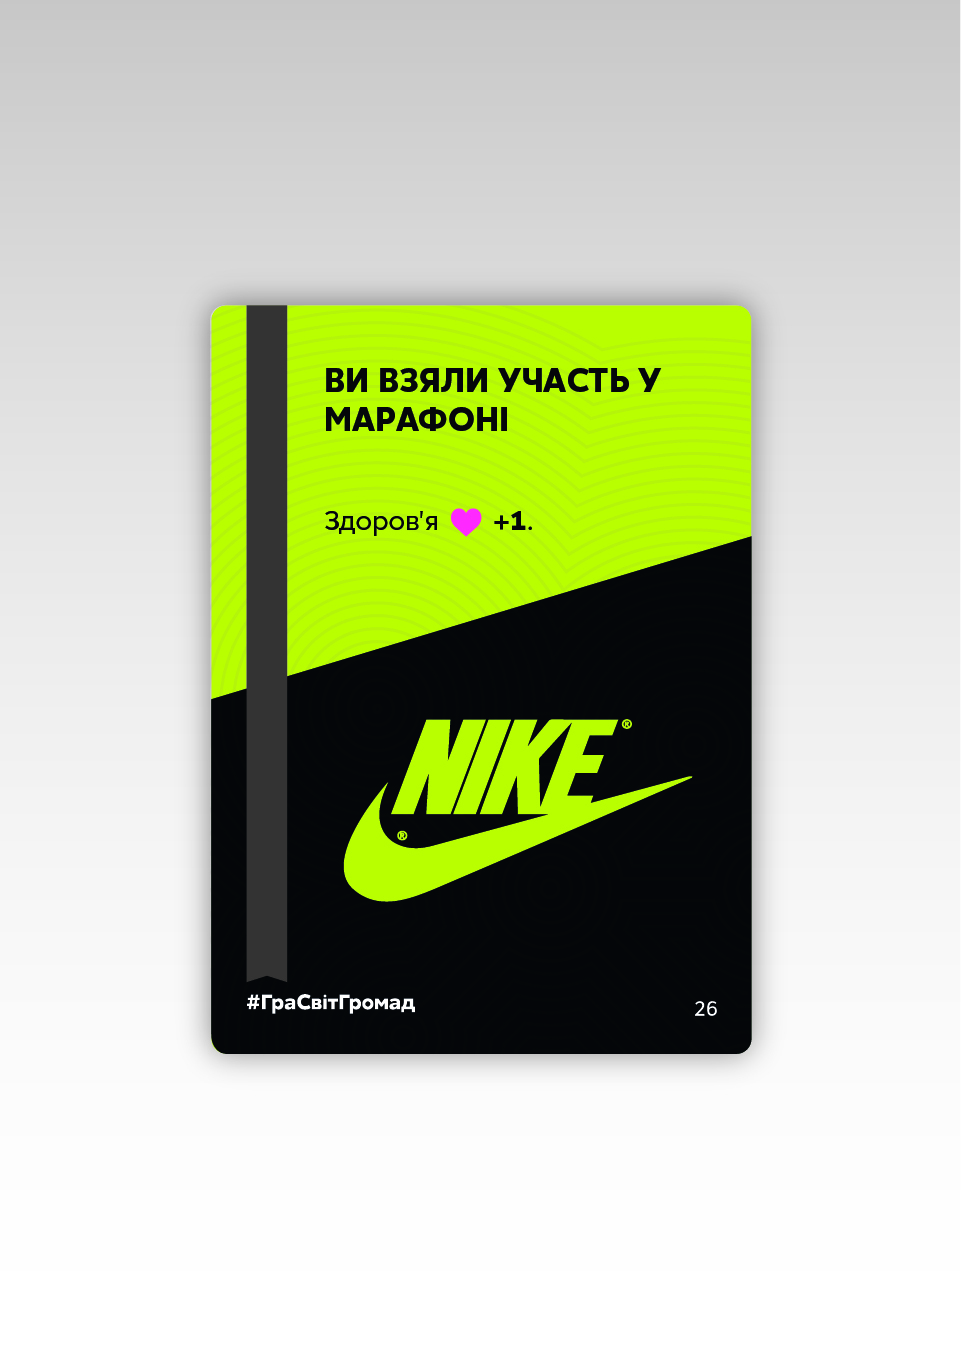 ВИ ВЗЯЛИ УЧАСТЬ У
МАРАФОНІ
Здоров'я +1.
NIKE®
®
#ГраСвітГромад
26